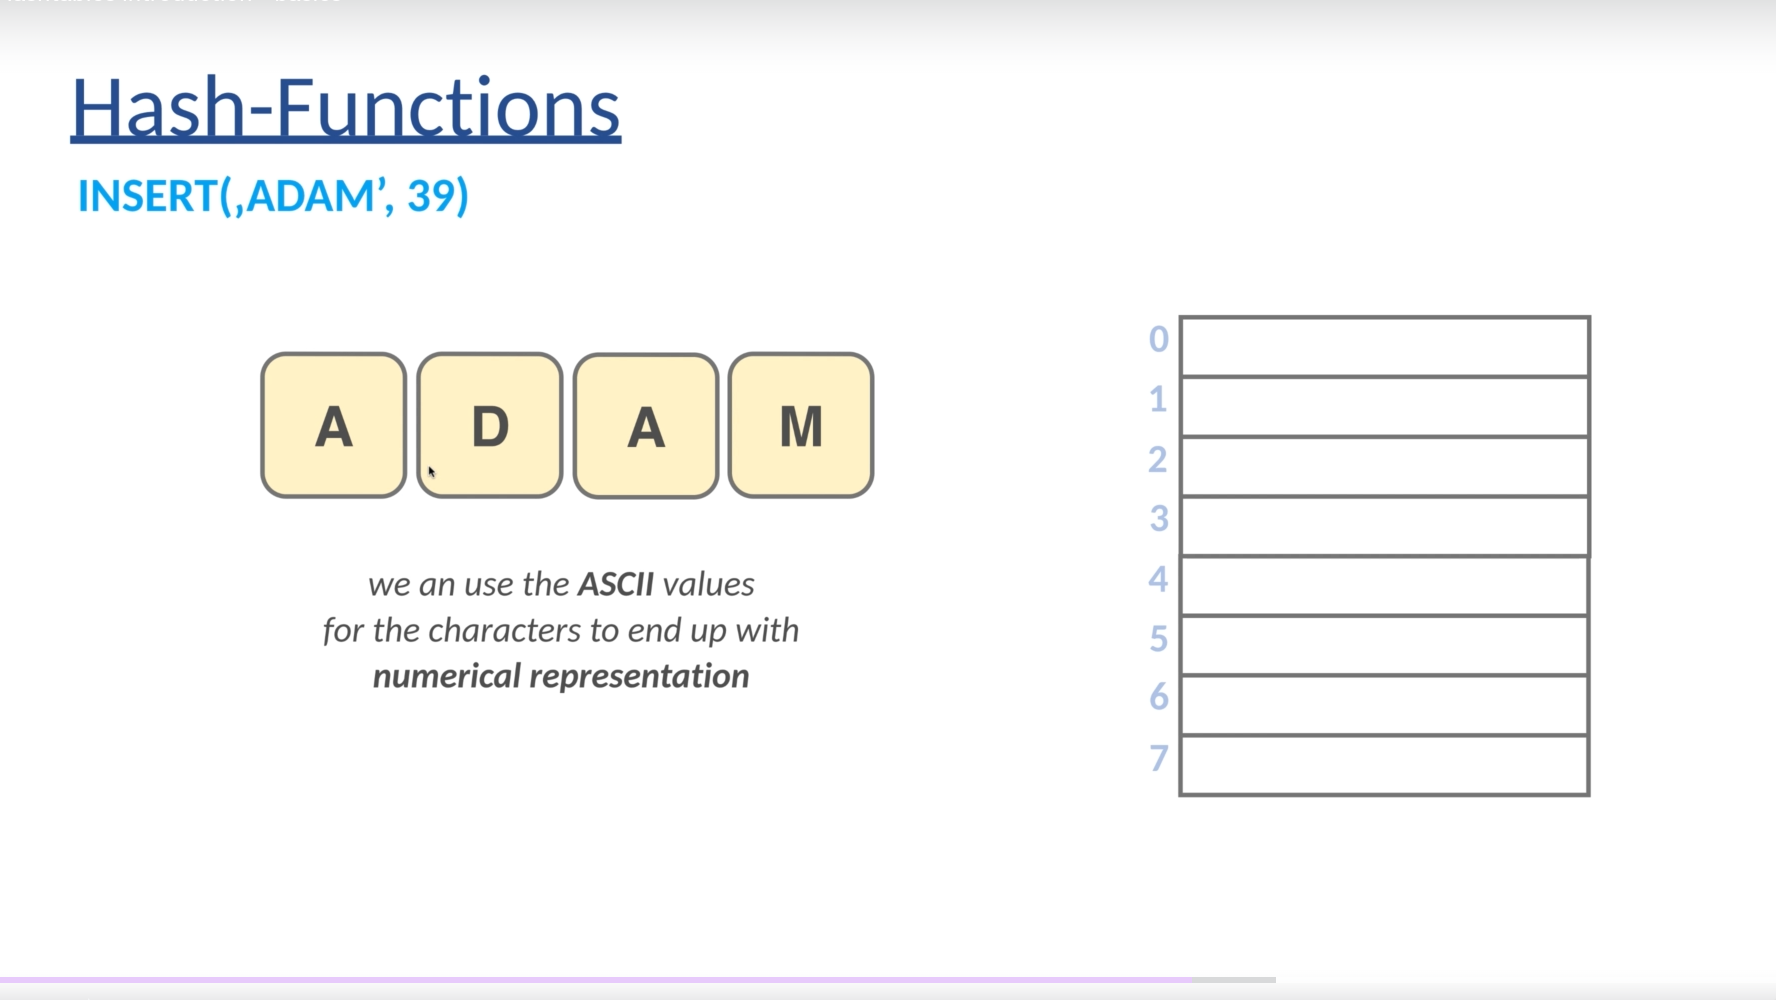 Hash-Functions
INSERT(‚ADAM’, 39)
A D A M
we an use the ASCII values
for the characters to end up with
numerical representation
0
1
2
3
4
5
6
7